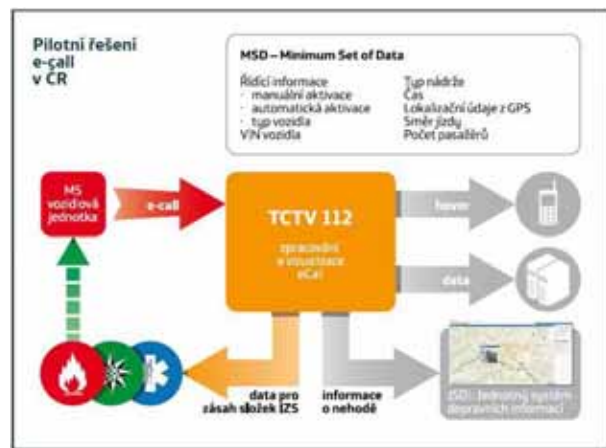 Pilotní řešení
e-call
v ČR
MSD – Minimum Set of Data
Řídící informace
· manuální aktivace
· automatická aktivace
· typ vozidla
VIN vozidla
Typ nádrže
Čas
Lokalizační údaje z GPS
Směr jízdy
Počet pasažérů
MS
vozidlová
jednotka
e-call
TCTV 112
zpracování
a vizualizace
eCall
hovor
data
data pro
zásah složek IZS
informace
o nehodě
JSDI: Jednotný systém
dopravních informací